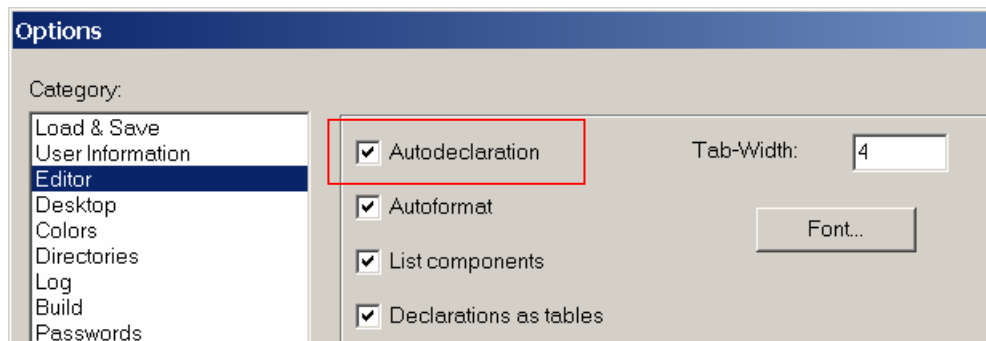 Options
Category:
Load & Save
User Information
Editor
Desktop
Colors
Directories
Log
Build
Passwords
Autodeclaration
Tab-Width: 4
Autoformat
Font...
List components
Declarations as tables